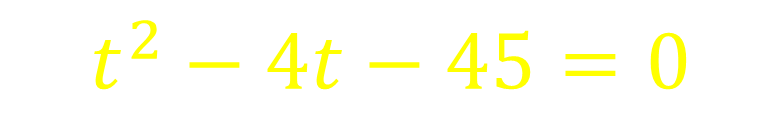 t² − 4t − 45 = 0